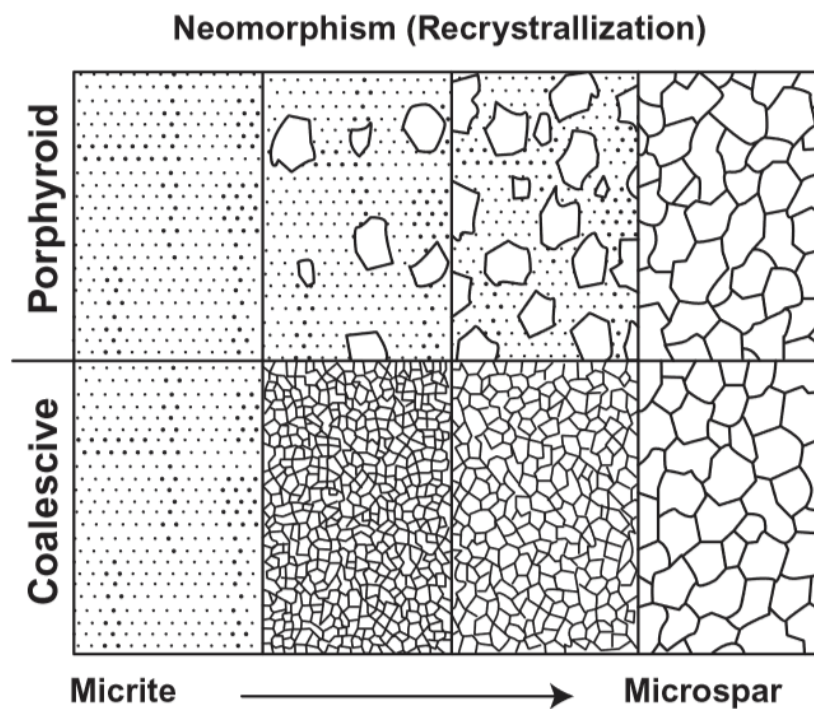 Neomorphism (Recrystallization)
Porphyroid
Coalescive
Micrite
Microspar